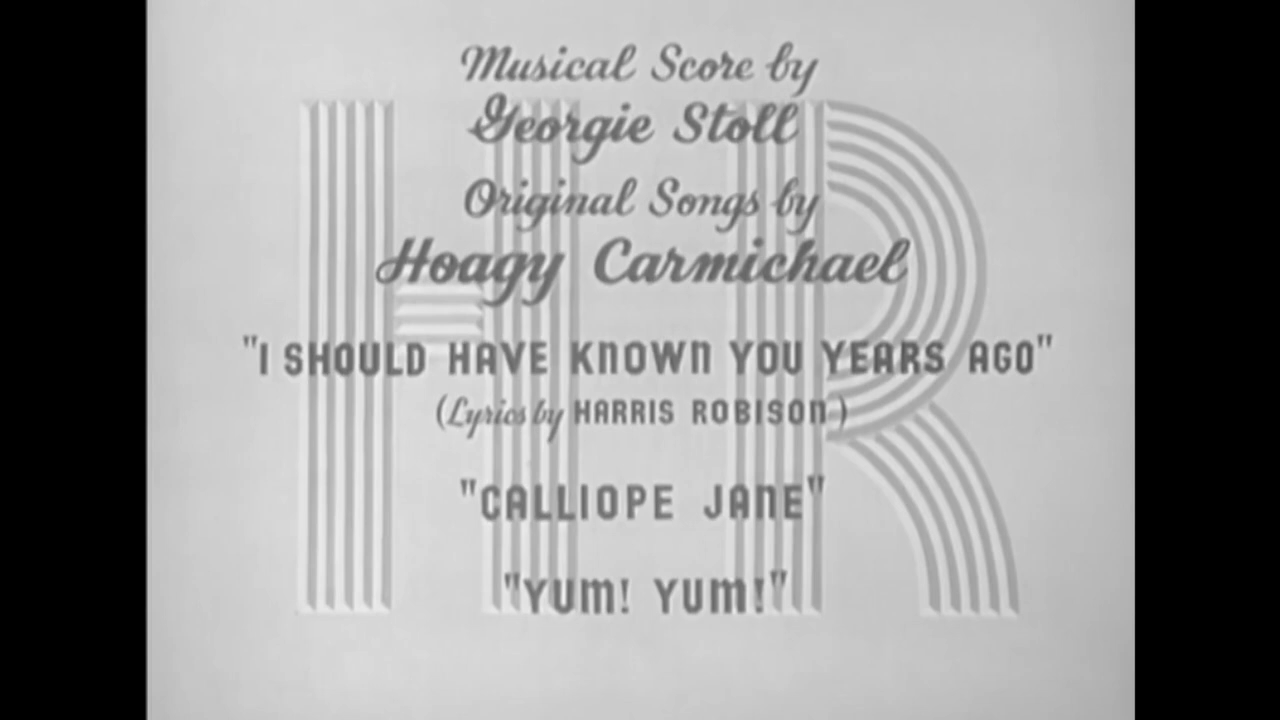 Musical Score by
Georgie Stoll
Original Songs by
Hoagy Carmichael
"I SHOULD HAVE KNOWN YOU YEARS AGO"
(Lyrics by HARRIS ROBISON)
"CALLIOPE JANE"
"YUM! YUM!"
HR